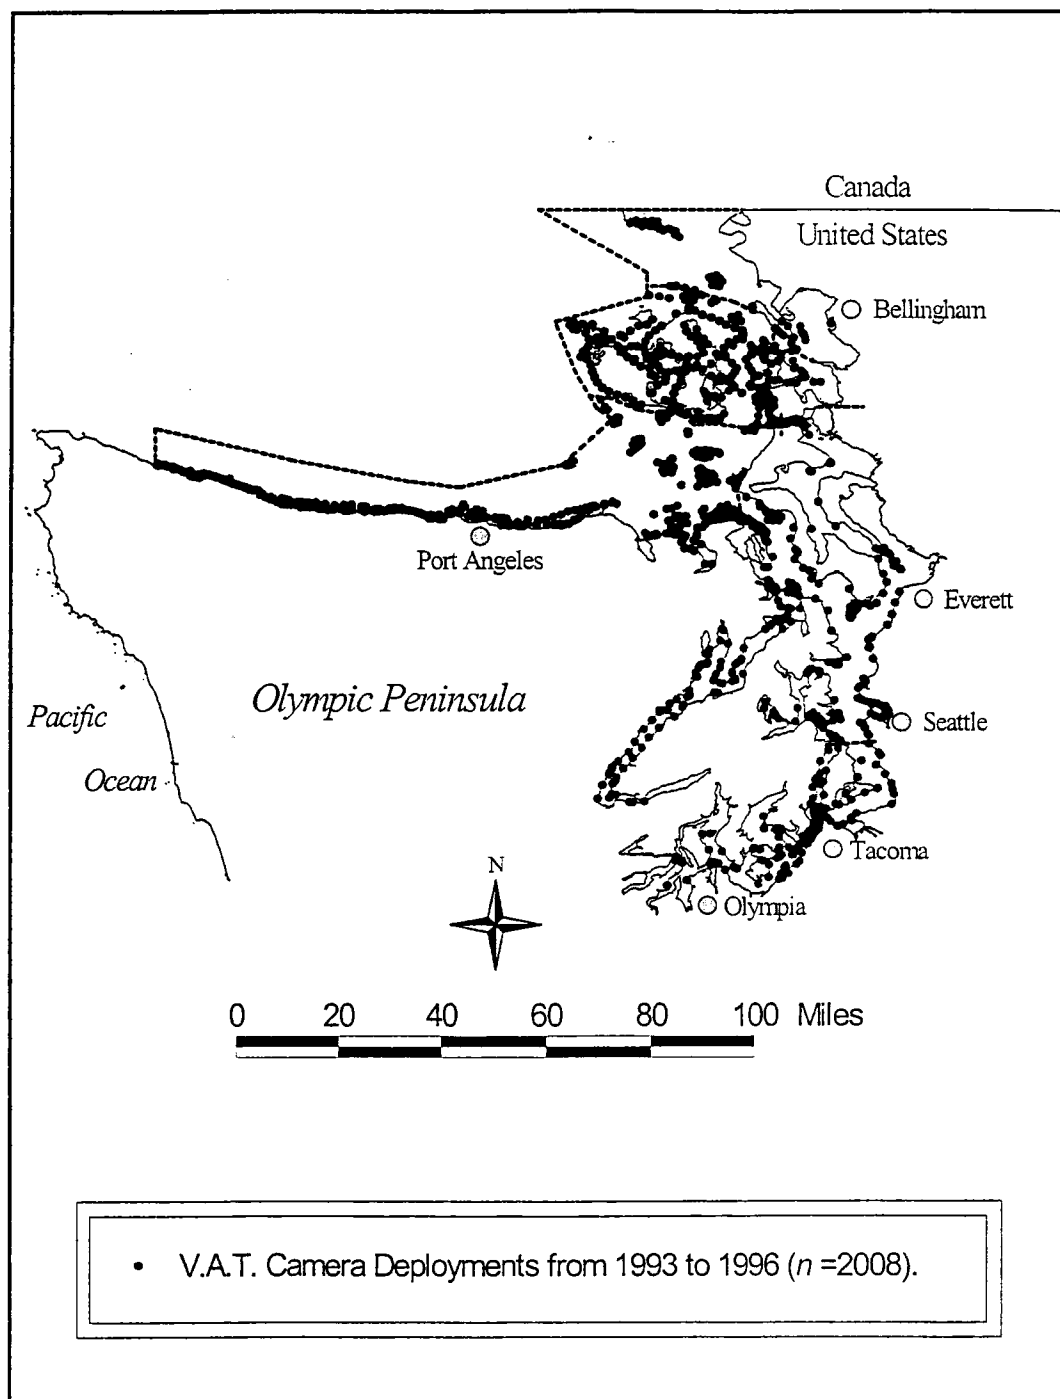 Canada
United States
Bellingham
Port Angeles
Everett
Olympic Peninsula
Pacific
Ocean
Seattle
Tacoma
N
Olympia
0 20 40 60 80 100 Miles
• V.A.T. Camera Deployments from 1993 to 1996 (n =2008).